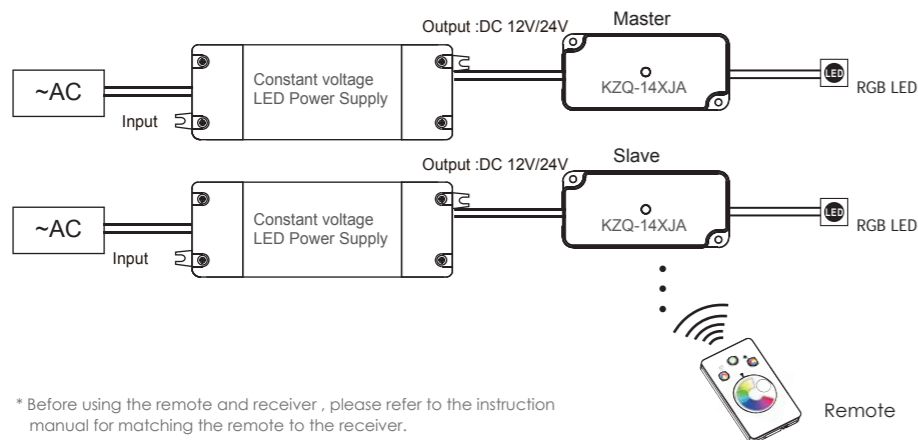 Output :DC 12V/24V
Master
~AC
Input
Constant voltage
LED Power Supply
KZQ-14XJA
LED
RGB LED
Output :DC 12V/24V
Slave
~AC
Input
Constant voltage
LED Power Supply
KZQ-14XJA
LED
RGB LED
Remote
* Before using the remote and receiver , please refer to the instruction
manual for matching the remote to the receiver.